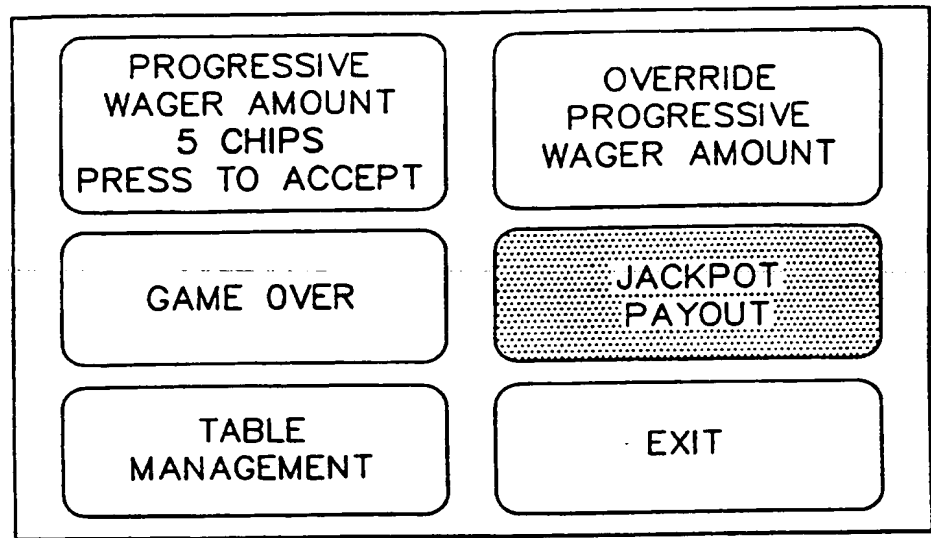 PROGRESSIVE
WAGER AMOUNT
5 CHIPS
PRESS TO ACCEPT
OVERRIDE
PROGRESSIVE
WAGER AMOUNT
GAME OVER
JACKPOT
PAYOUT
TABLE
MANAGEMENT
EXIT